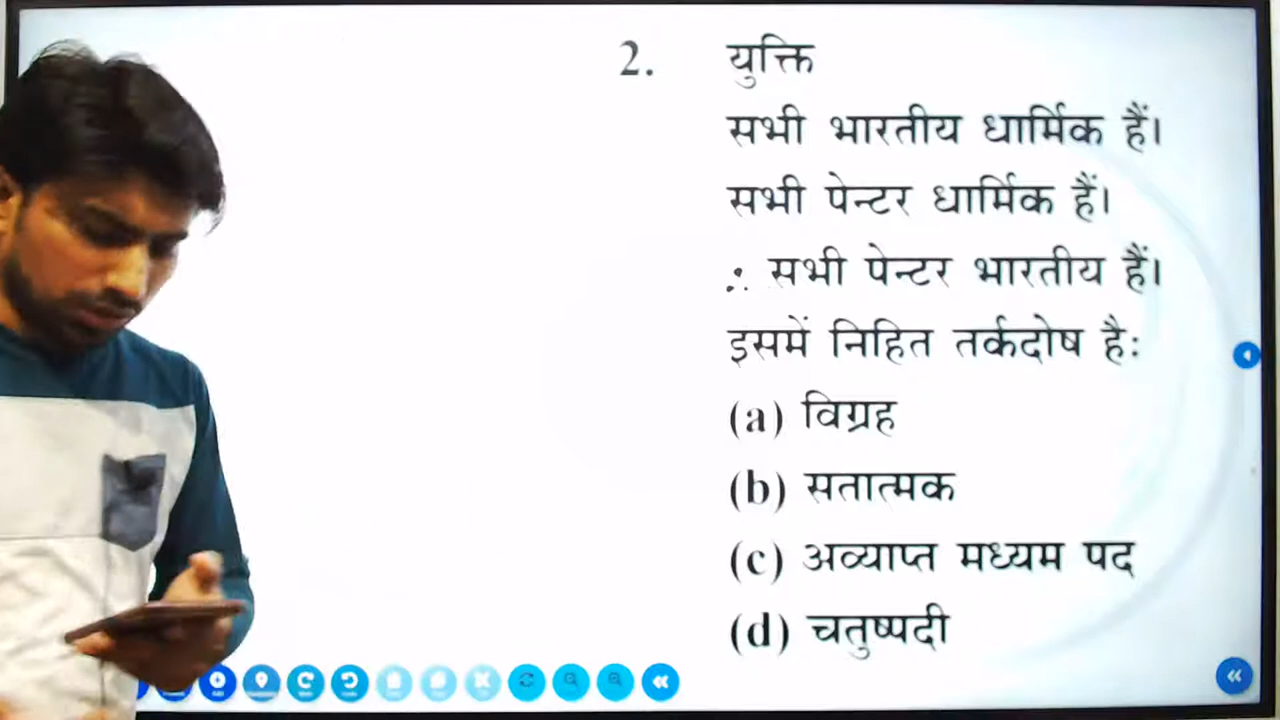 2. युक्ति
सभी भारतीय धार्मिक हैं।
सभी पेन्टर धार्मिक हैं।
∴ सभी पेन्टर भारतीय हैं।
इसमें निहित तर्कदोष है:
(a) विग्रह
(b) सतात्मक
(c) अव्याप्त मध्यम पद
(d) चतुष्पदी